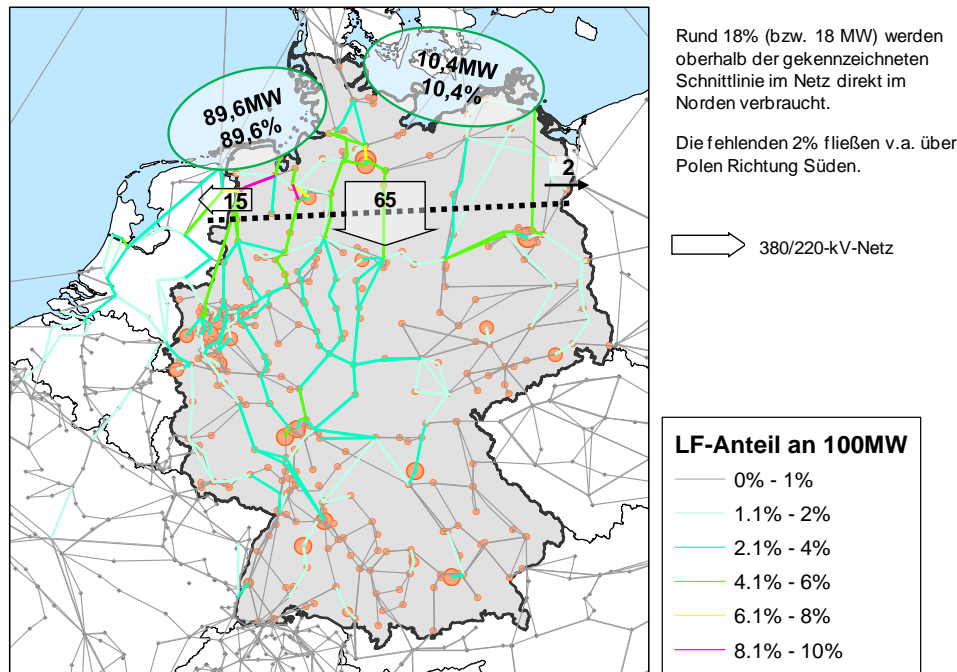 89,6MW
89,6%
10,4MW
10,4%
15
65
2
Rund 18% (bzw. 18 MW) werden
oberhalb der gekennzeichneten
Schnittlinie im Netz direkt im
Norden verbraucht.
Die fehlenden 2% fließen v.a. über
Polen Richtung Süden.
380/220-kV-Netz
LF-Anteil an 100MW
0% - 1%
1.1% - 2%
2.1% - 4%
4.1% - 6%
6.1% - 8%
8.1% - 10%